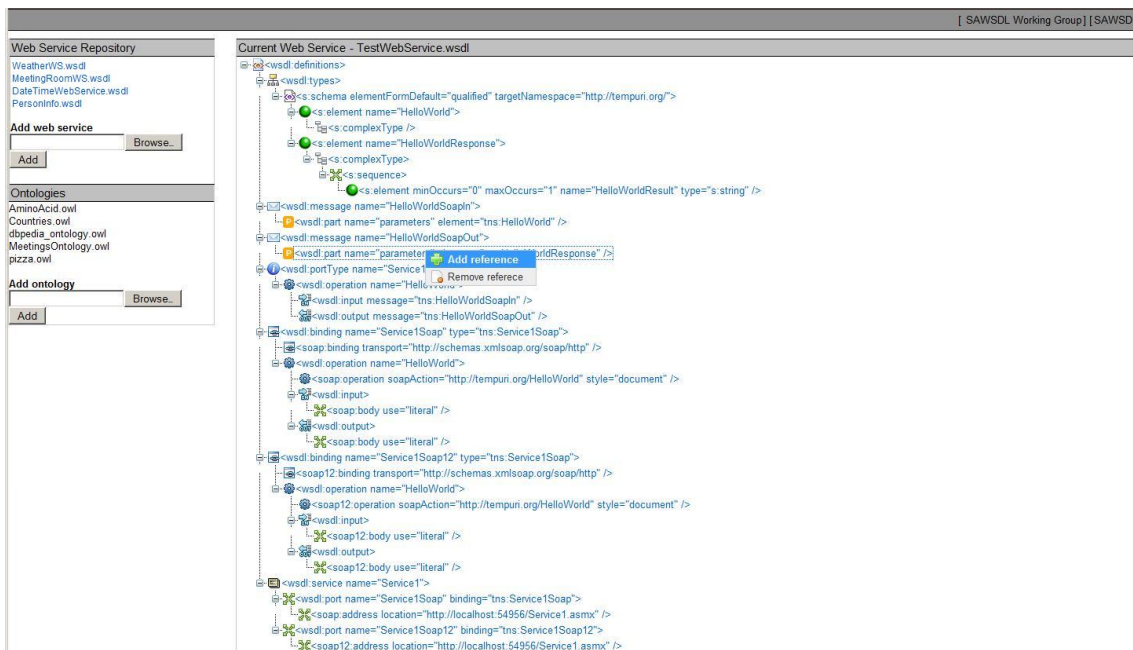 [ SAWSDL Working Group] [SAWSD
Web Service Repository
WeatherWS.wsdl
MeetingRoomWS.wsdl
DateTimeWebService.wsdl
PersonInfo.wsdl
Add web service
Browse..
Add
Ontologies
AminoAcid.owl
Countries.owl
dbpedia_ontology.owl
MeetingsOntology.owl
pizza.owl
Add ontology
Browse..
Add
Current Web Service - TestWebService.wsdl
<wsdl:definitions>
<wsdl:types>
<s:schema elementFormDefault="qualified" targetNamespace="http://tempuri.org/">
<s:element name="HelloWorld">
<s:complexType />
<s:element name="HelloWorldResponse">
<s:complexType>
<s:sequence>
<s:element minOccurs="0" maxOccurs="1" name="HelloWorldResult" type="s:string" />
<wsdl:message name="HelloWorldSoapIn">
<wsdl:part name="parameters" element="tns:HelloWorld" />
<wsdl:message name="HelloWorldSoapOut">
<wsdl:part name="parameter ldResponse" />
Add reference
Remove referece
<wsdl:portType name="Service1
<wsdl:operation name="HelloWorld">
<wsdl:input message="tns:HelloWorldSoapIn" />
<wsdl:output message="tns:HelloWorldSoapOut" />
<wsdl:binding name="Service1Soap" type="tns:Service1Soap">
<soap:binding transport="http://schemas.xmlsoap.org/soap/http" />
<wsdl:operation name="HelloWorld">
<soap:operation soapAction="http://tempuri.org/HelloWorld" style="document" />
<wsdl:input>
<soap:body use="literal" />
<wsdl:output>
<soap:body use="literal" />
<wsdl:binding name="Service1Soap12" type="tns:Service1Soap">
<soap12:binding transport="http://schemas.xmlsoap.org/soap/http" />
<wsdl:operation name="HelloWorld">
<soap12:operation soapAction="http://tempuri.org/HelloWorld" style="document" />
<wsdl:input>
<soap12:body use="literal" />
<wsdl:output>
<soap12:body use="literal" />
<wsdl:service name="Service1">
<wsdl:port name="Service1Soap" binding="tns:Service1Soap">
<soap:address location="http://localhost:54956/Service1.asmx" />
<wsdl:port name="Service1Soap12" binding="tns:Service1Soap12">
<soap12:address location="http://localhost:54956/Service1.asmx" />